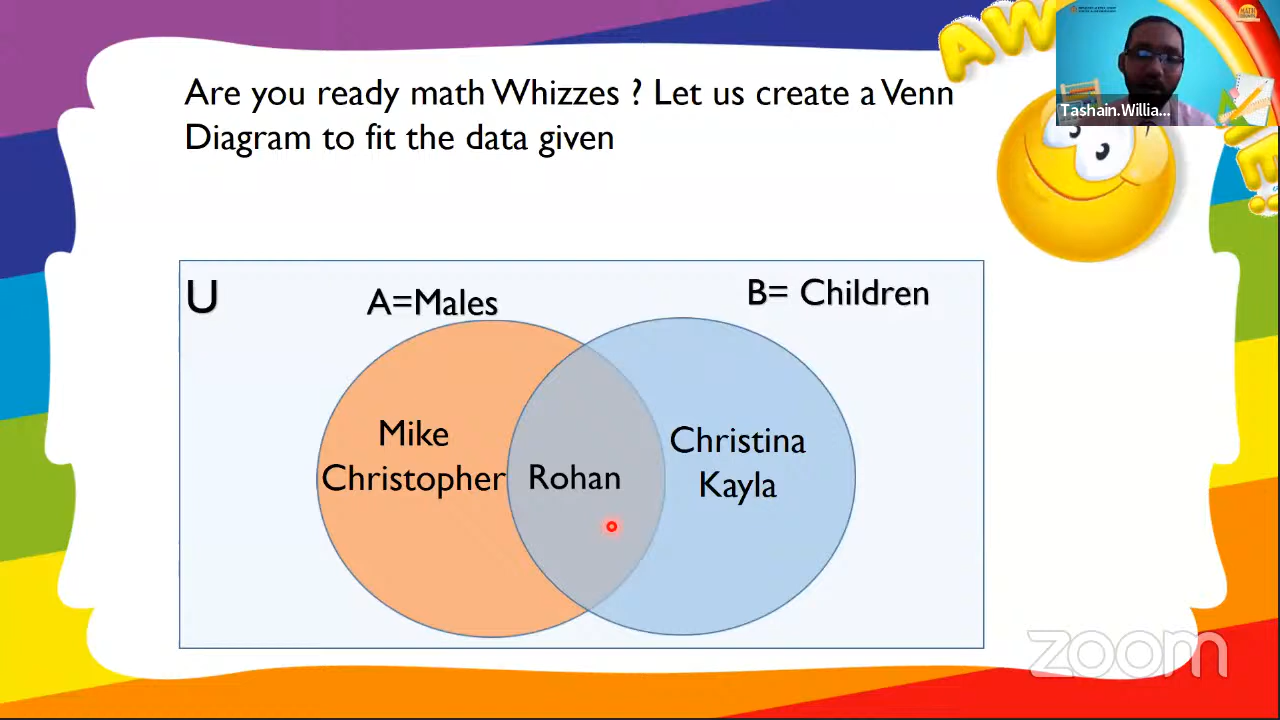 Are you ready math Whizzes ? Let us create a Venn
Diagram to fit the data given
AW
Tashain.Willia...
E!
U
A=Males
B= Children
Mike
Christopher
Rohan
Christina
Kayla
zoom